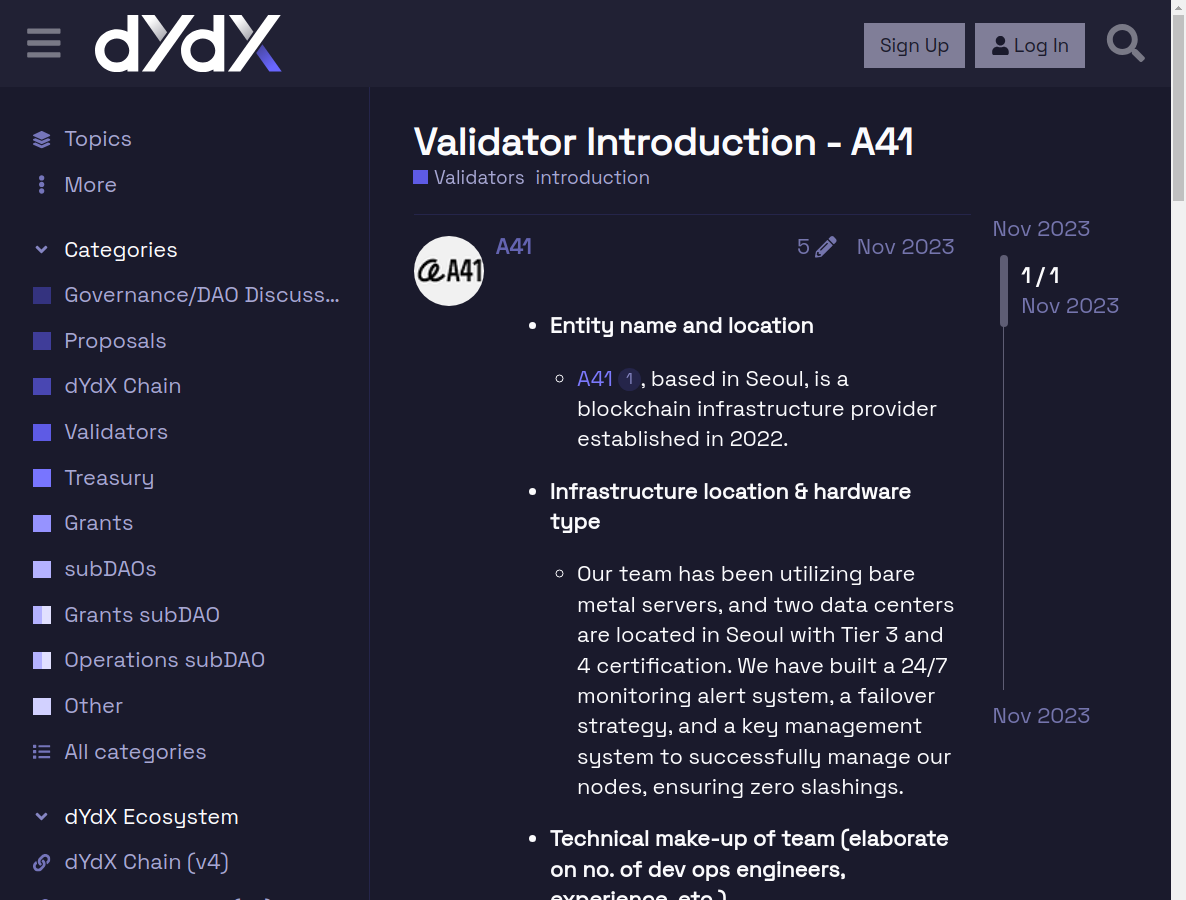 dYdX
Sign Up
Log In
Topics
More
Categories
Governance/DAO Discuss...
Proposals
dYdX Chain
Validators
Treasury
Grants
subDAOs
Grants subDAO
Operations subDAO
Other
All categories
dYdX Ecosystem
dYdX Chain (v4)
Validator Introduction - A41
Validators introduction
A41
A41
5
Nov 2023
Entity name and location
A41 1, based in Seoul, is a
blockchain infrastructure provider
established in 2022.
Infrastructure location & hardware
type
Our team has been utilizing bare
metal servers, and two data centers
are located in Seoul with Tier 3 and
4 certification. We have built a 24/7
monitoring alert system, a failover
strategy, and a key management
system to successfully manage our
nodes, ensuring zero slashings.
Technical make-up of team (elaborate
on no. of dev ops engineers,
experience, etc.)
Nov 2023
1 / 1
Nov 2023
Nov 2023